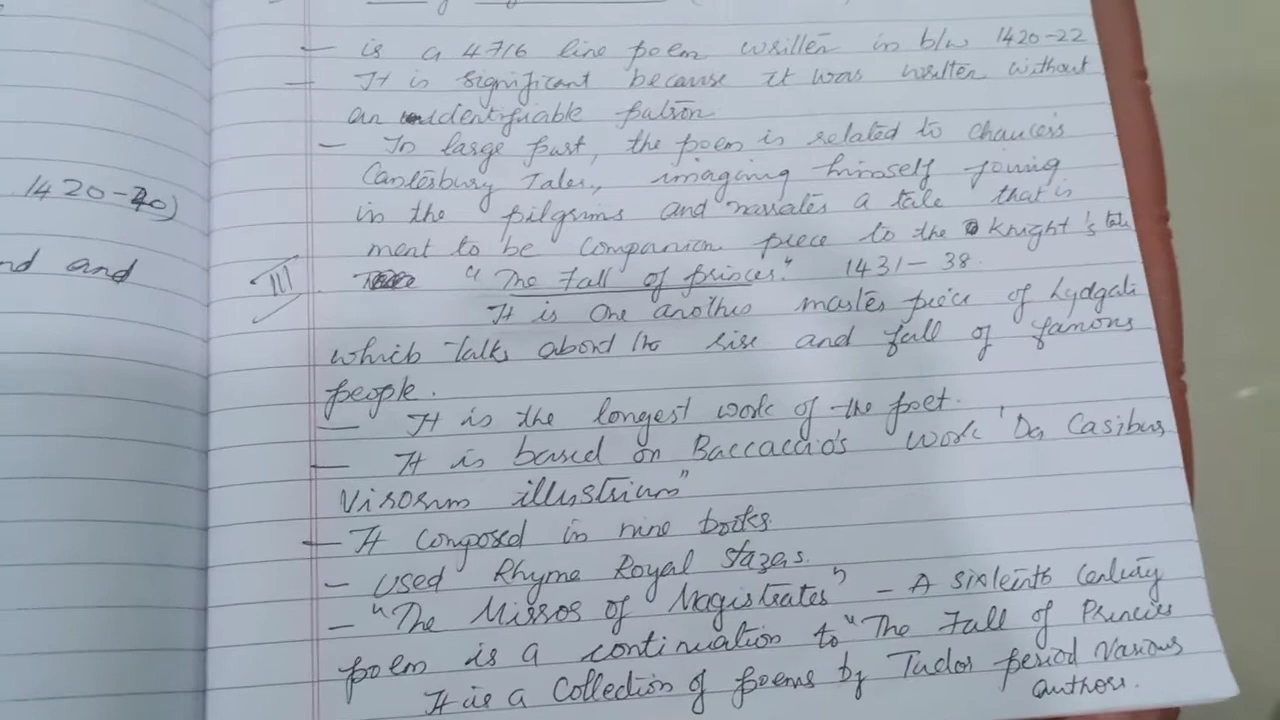 1420-20)
nd and
— is a 4716 line poem written in b/w 1420-22
— It is significant because it was written without
an identifiable patron.
— In large part, the poem is related to chaucer's
Cantesbury Tales, imaging himself joining
in the pilgrims and narrates a tale that is
ment to be companion piece to the Knight's tale
III "The Fall of princes." 1431-38.
It is one another master piece of Lydgate
which talks about the rise and fall of famous
people.
— It is the longest work of the poet.
— It is based on Baccaccio's work 'De Casibus
Virorum illustrium"
— It composed in nine books.
— Used Rhyme Royal stazas.
— "The Mirror of Magistrates" - A sixteenth century
poem is a continuation to "The Fall of Princes
It is a Collection of poems by Tudor period various
authors.